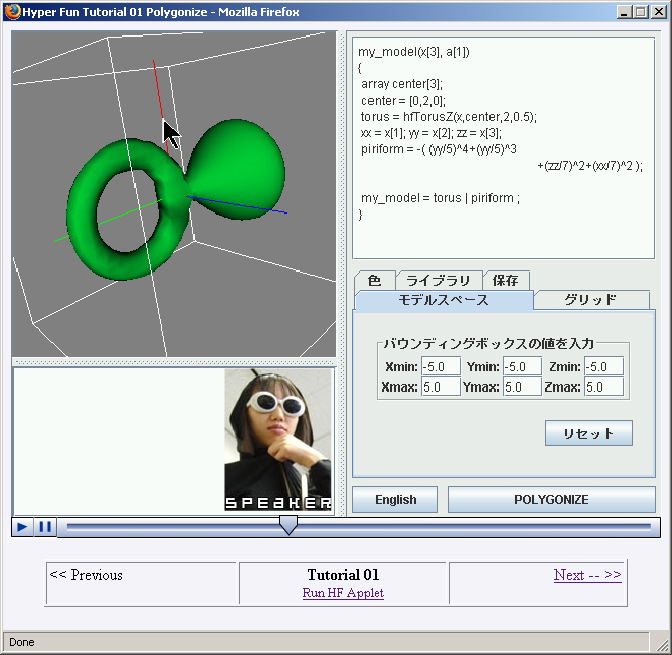 Hyper Fun Tutorial 01 Polygonize - Mozilla Firefox
my_model(x[3], a[1])
{
array center[3];
center = [0,2,0];
torus = hfTorusZ(x,center,2,0.5);
xx = x[1]; yy = x[2]; zz = x[3];
piriform = -( (yy/5)^4+(yy/5)^3
+(zz/7)^2+(xx/7)^2 );
my_model = torus | piriform ;
}
色 ライブラリ 保存
モデルスペース グリッド
バウンディングボックスの値を入力
Xmin: -5.0 Ymin: -5.0 Zmin: -5.0
Xmax: 5.0 Ymax: 5.0 Zmax: 5.0
リセット
SPEAKER
English POLYGONIZE
<< Previous Tutorial 01 Next -- >>
Run HF Applet
Done